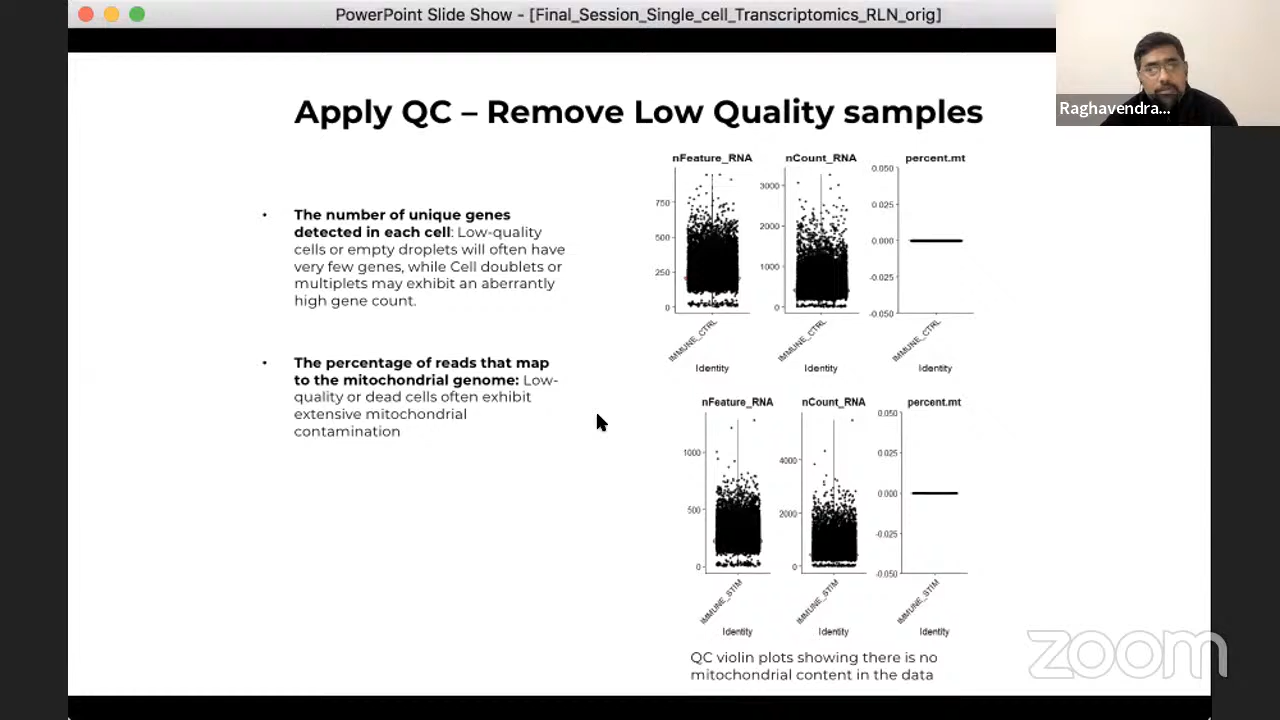 PowerPoint Slide Show - [Final_Session_Single_cell_Transcriptomics_RLN_orig]
Raghavendra...
Apply QC – Remove Low Quality samples
• The number of unique genes
detected in each cell: Low-quality
cells or empty droplets will often have
very few genes, while Cell doublets or
multiplets may exhibit an aberrantly
high gene count.
• The percentage of reads that map
to the mitochondrial genome: Low-
quality or dead cells often exhibit
extensive mitochondrial
contamination
nFeature_RNA
750
500
250
0
IMMUNE_CTRL
Identity
nCount_RNA
3000
2000
1000
0
IMMUNE_CTRL
Identity
percent.mt
0.050
0.025
0.000
-0.025
-0.050
IMMUNE_CTRL
Identity
nFeature_RNA
1000
500
0
IMMUNE_STIM
Identity
nCount_RNA
4000
2000
0
IMMUNE_STIM
Identity
percent.mt
0.050
0.025
0.000
-0.025
-0.050
IMMUNE_STIM
Identity
QC violin plots showing there is no
mitochondrial content in the data
zoom